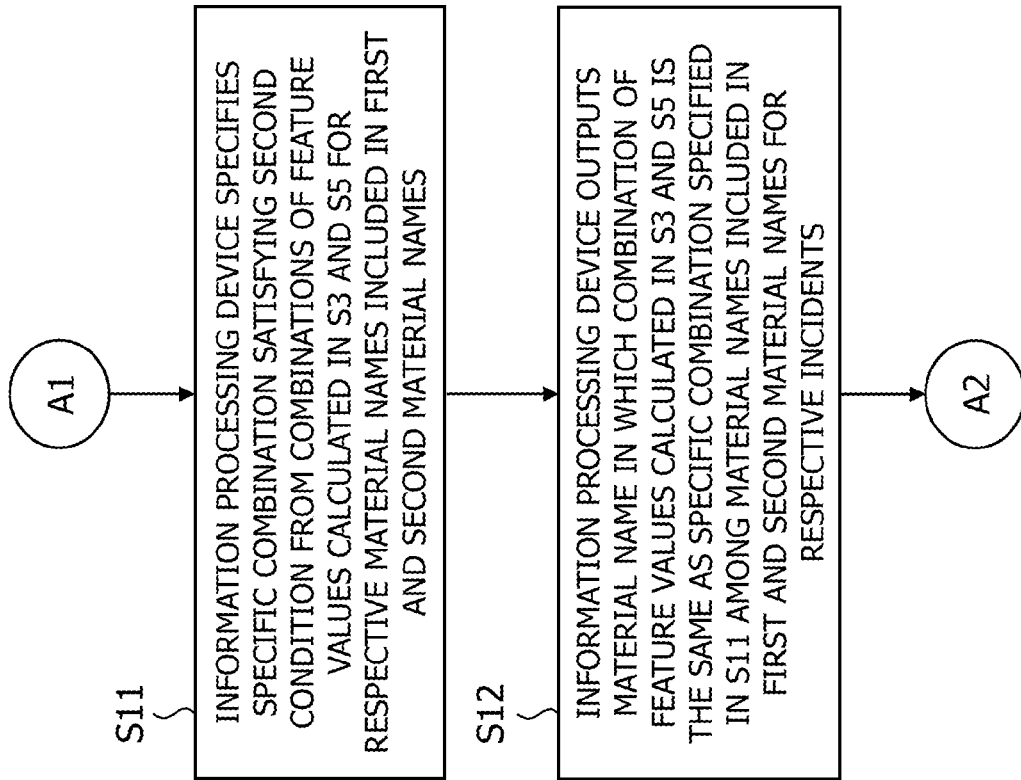 A1
S11
INFORMATION PROCESSING DEVICE SPECIFIES
SPECIFIC COMBINATION SATISFYING SECOND
CONDITION FROM COMBINATIONS OF FEATURE
VALUES CALCULATED IN S3 AND S5 FOR
RESPECTIVE MATERIAL NAMES INCLUDED IN FIRST
AND SECOND MATERIAL NAMES
S12
INFORMATION PROCESSING DEVICE OUTPUTS
MATERIAL NAME IN WHICH COMBINATION OF
FEATURE VALUES CALCULATED IN S3 AND S5 IS
THE SAME AS SPECIFIC COMBINATION SPECIFIED
IN S11 AMONG MATERIAL NAMES INCLUDED IN
FIRST AND SECOND MATERIAL NAMES FOR
RESPECTIVE INCIDENTS
A2